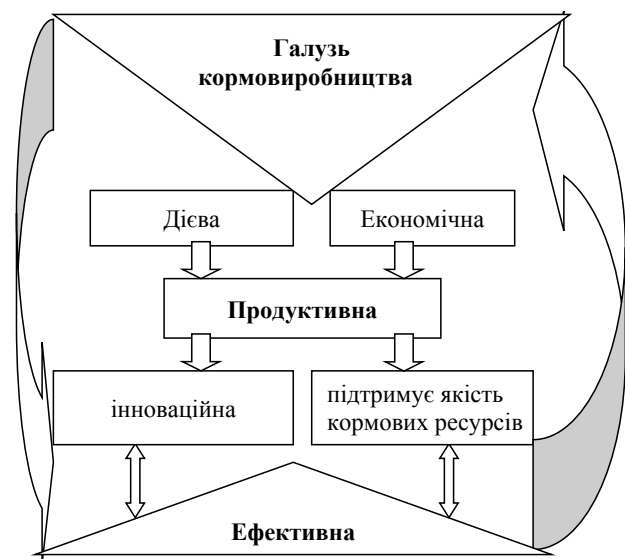 Галузь
кормовиробництва
Дієва
Економічна
Продуктивна
інноваційна
підтримує якість
кормових ресурсів
Ефективна